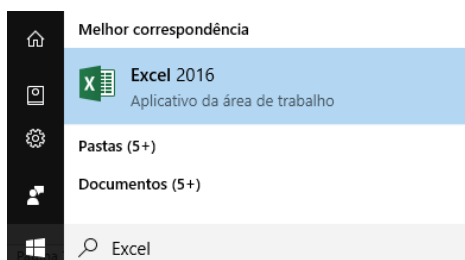 Melhor correspondência
Excel 2016
Aplicativo da área de trabalho
Pastas (5+)
Documentos (5+)
Excel